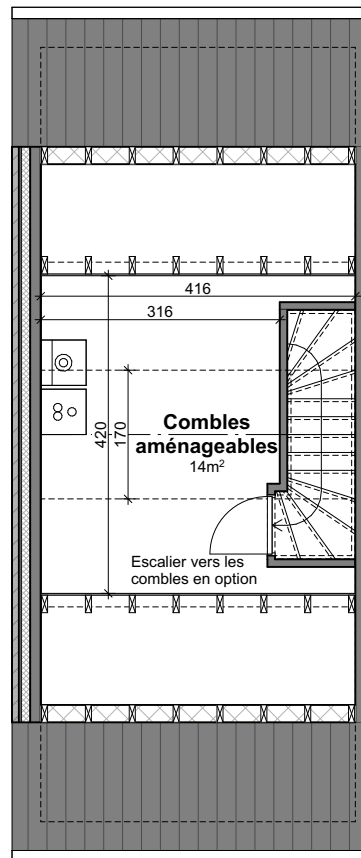 416
316
420
170
Combles
aménageables
14m²
Escalier vers les
combles en option